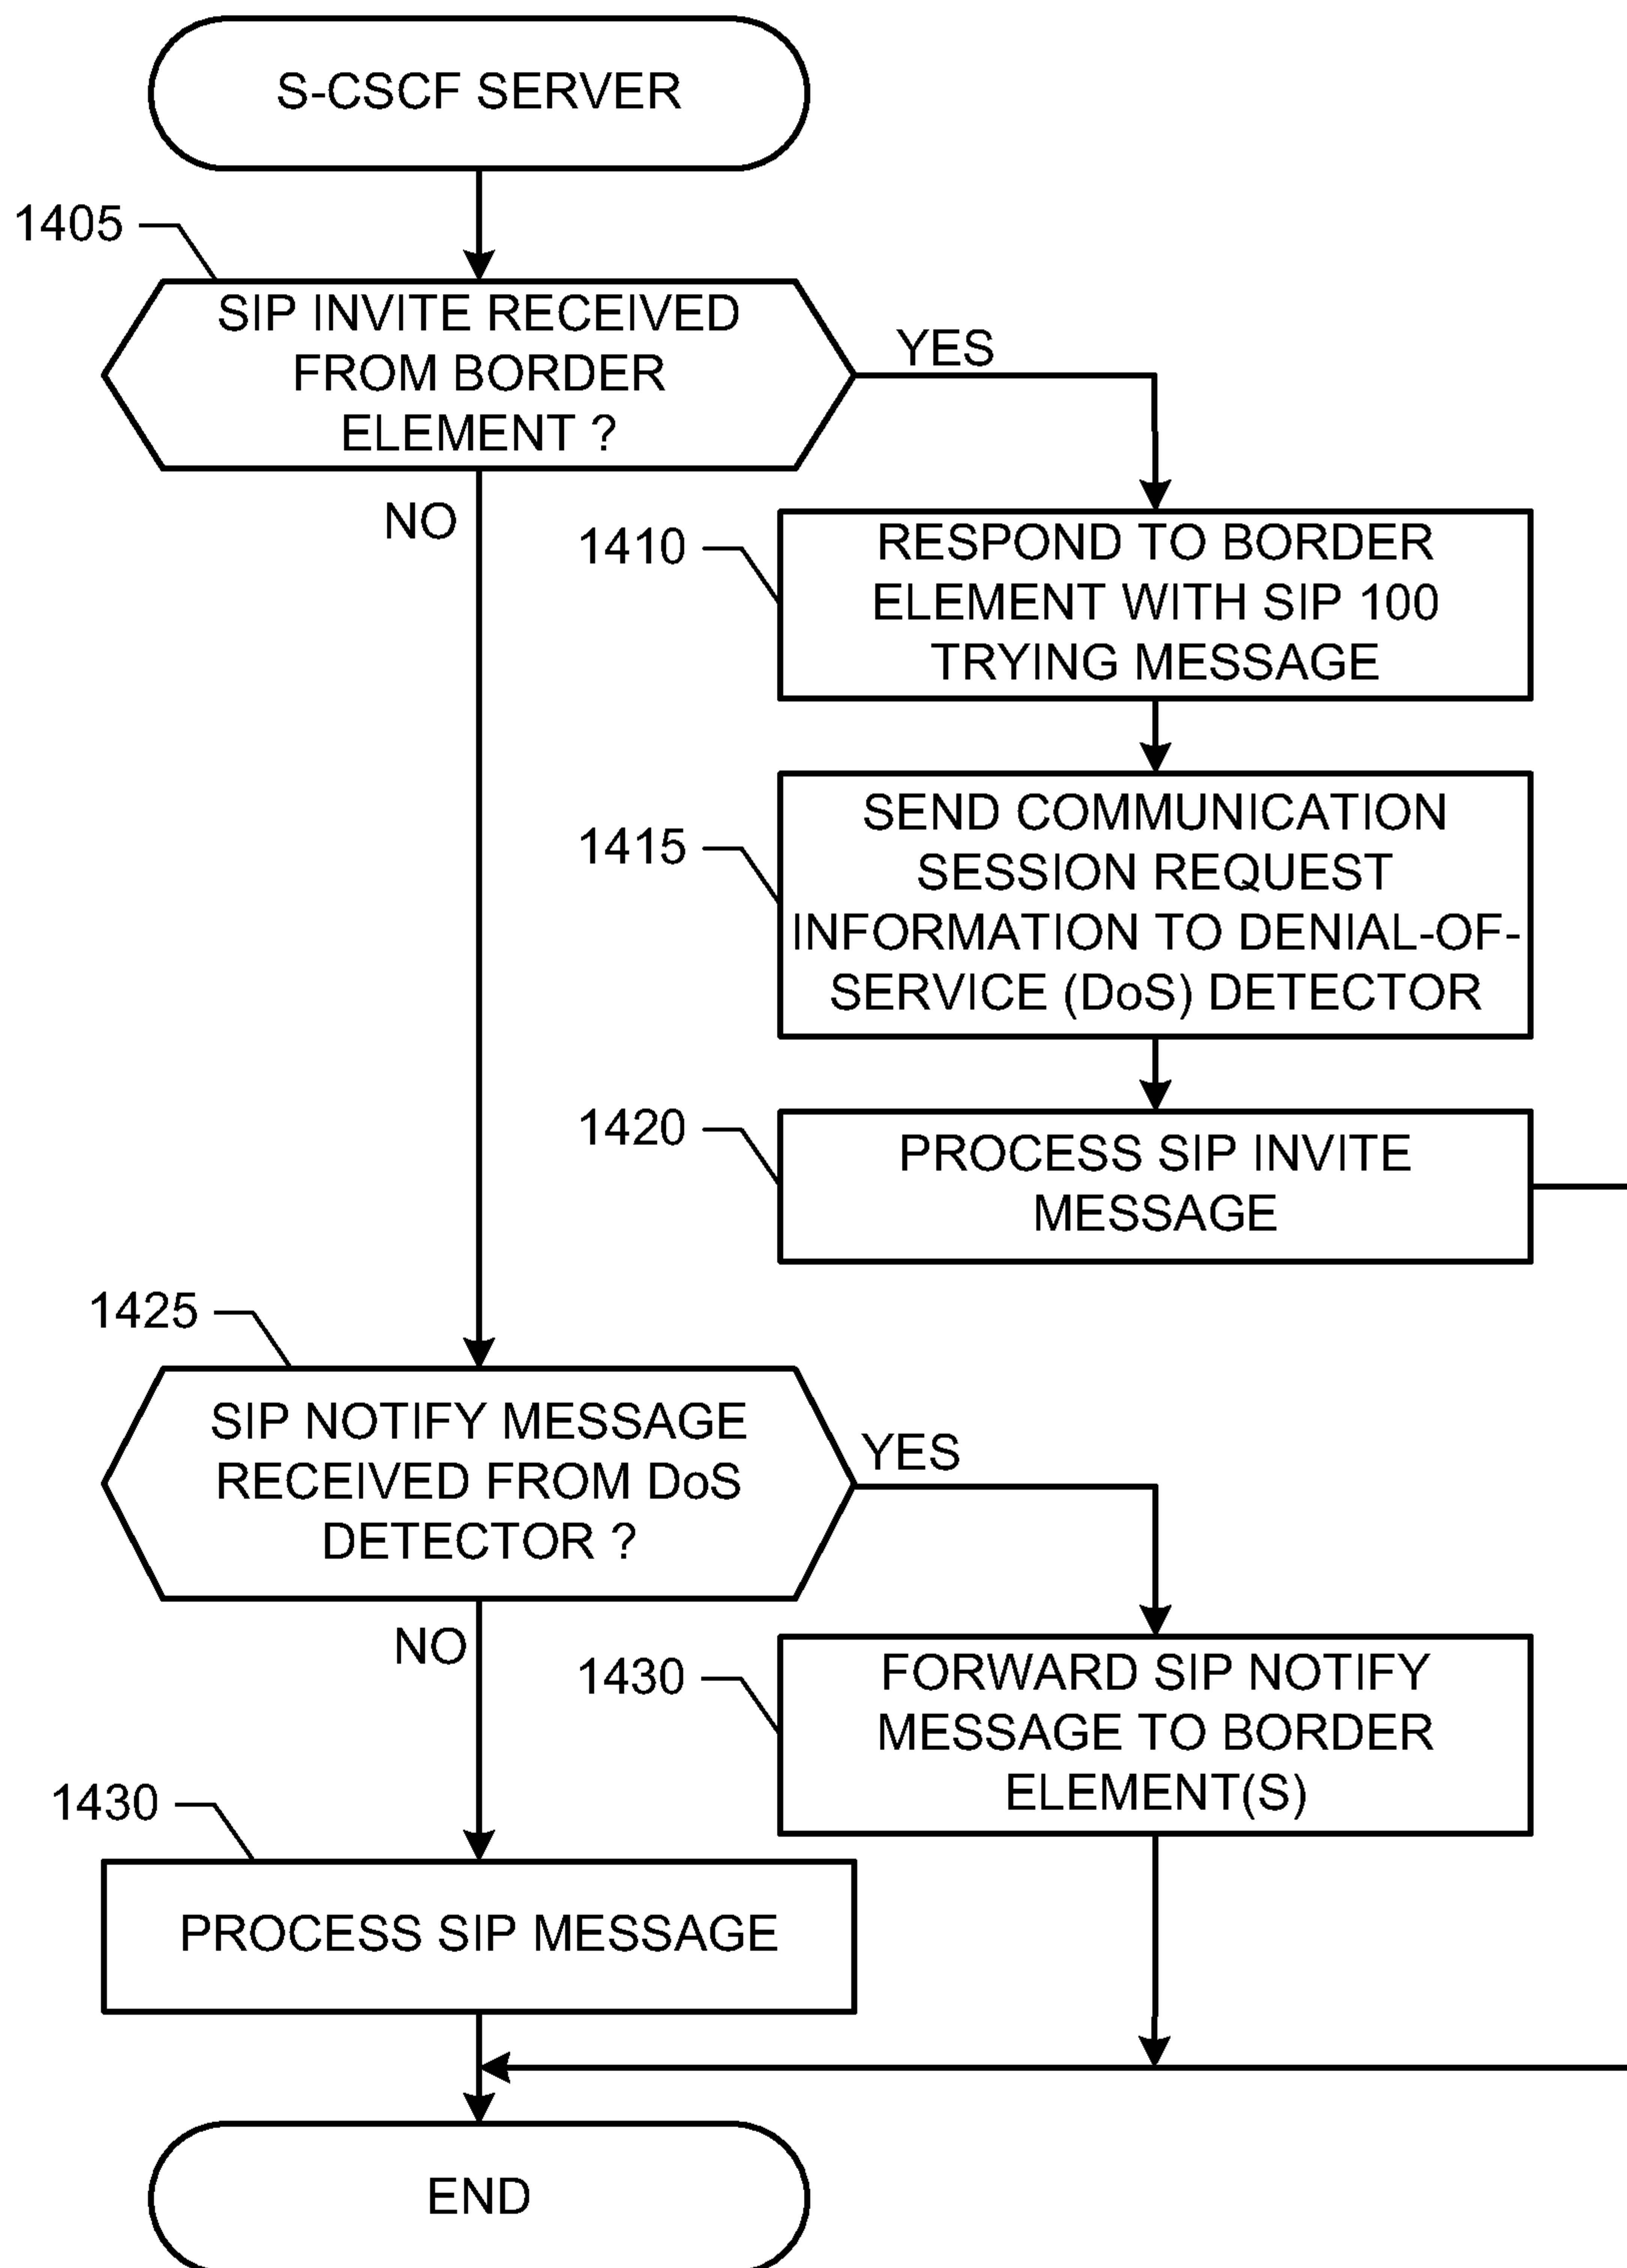 S-CSCF SERVER
1405
SIP INVITE RECEIVED
FROM BORDER
ELEMENT ?
YES
NO
1410
RESPOND TO BORDER
ELEMENT WITH SIP 100
TRYING MESSAGE
1415
SEND COMMUNICATION
SESSION REQUEST
INFORMATION TO DENIAL-OF-
SERVICE (DoS) DETECTOR
1420
PROCESS SIP INVITE
MESSAGE
1425
SIP NOTIFY MESSAGE
RECEIVED FROM DoS
DETECTOR ?
YES
NO
1430
FORWARD SIP NOTIFY
MESSAGE TO BORDER
ELEMENT(S)
1430
PROCESS SIP MESSAGE
END